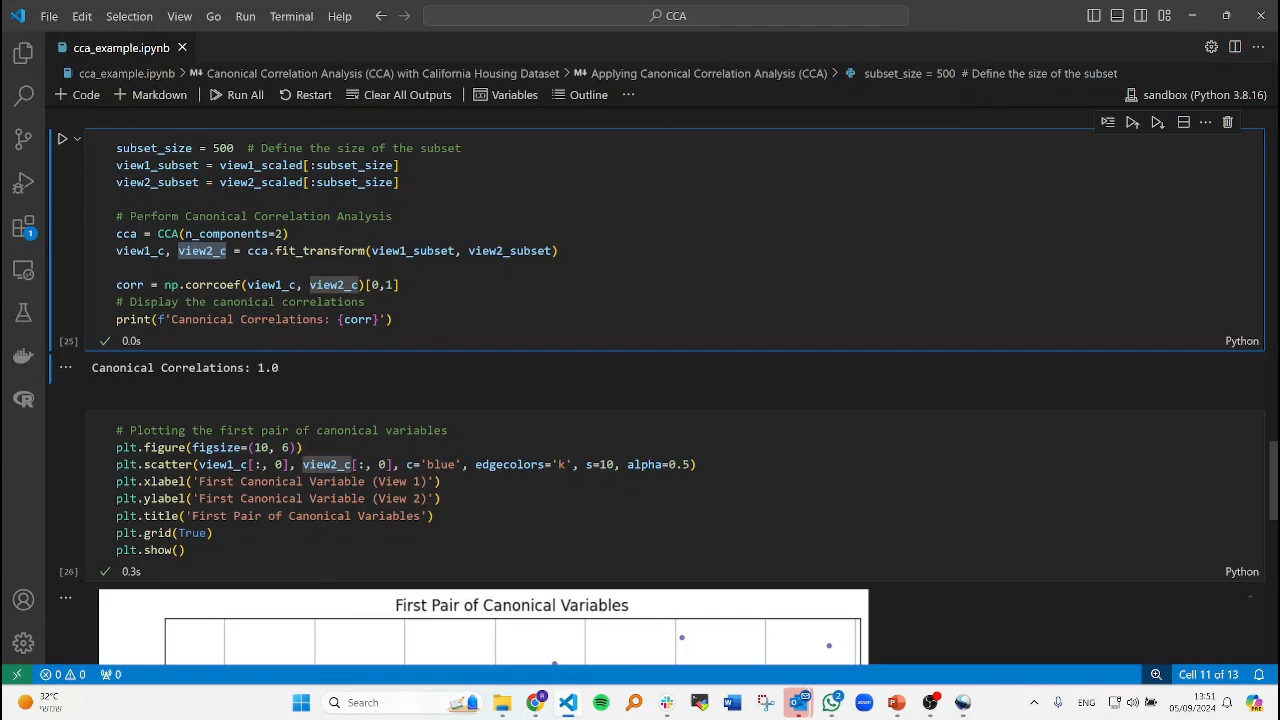 File Edit Selection View Go Run Terminal Help CCA
cca_example.ipynb
cca_example.ipynb > M↓ Canonical Correlation Analysis (CCA) with California Housing Dataset > M↓ Applying Canonical Correlation Analysis (CCA) > subset_size = 500 # Define the size of the subset
+ Code + Markdown Run All Restart Clear All Outputs Variables Outline ··· sandbox (Python 3.8.16)
subset_size = 500 # Define the size of the subset
view1_subset = view1_scaled[:subset_size]
view2_subset = view2_scaled[:subset_size]
# Perform Canonical Correlation Analysis
cca = CCA(n_components=2)
view1_c, view2_c = cca.fit_transform(view1_subset, view2_subset)
corr = np.corrcoef(view1_c, view2_c)[0,1]
# Display the canonical correlations
print(f'Canonical Correlations: {corr}')
[25] 0.0s Python
Canonical Correlations: 1.0
# Plotting the first pair of canonical variables
plt.figure(figsize=(10, 6))
plt.scatter(view1_c[:, 0], view2_c[:, 0], c='blue', edgecolors='k', s=10, alpha=0.5)
plt.xlabel('First Canonical Variable (View 1)')
plt.ylabel('First Canonical Variable (View 2)')
plt.title('First Pair of Canonical Variables')
plt.grid(True)
plt.show()
[26] 0.3s Python
First Pair of Canonical Variables
0 0 0 Cell 11 of 13
32°C Search 2 ENG 13:51
05/09/2024